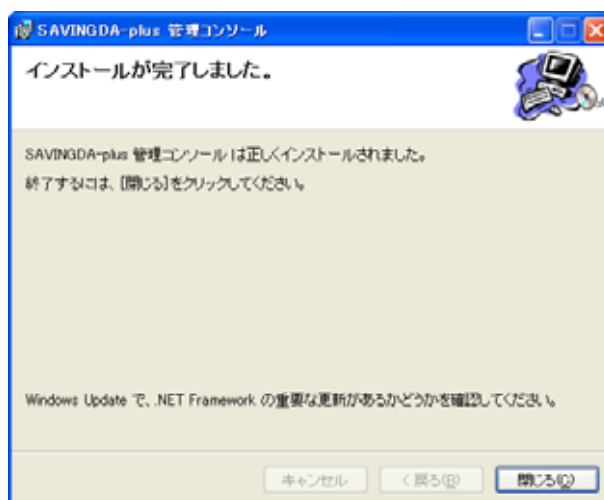 SAVINGDA-plus 管理コンソール
インストールが完了しました。
SAVINGDA-plus 管理コンソール は正しくインストールされました。
終了するには、[閉じる]をクリックしてください。
Windows Update で、.NET Framework の重要な更新があるかどうかを確認してください。
キャンセル
< 戻る(B)
閉じる(C)